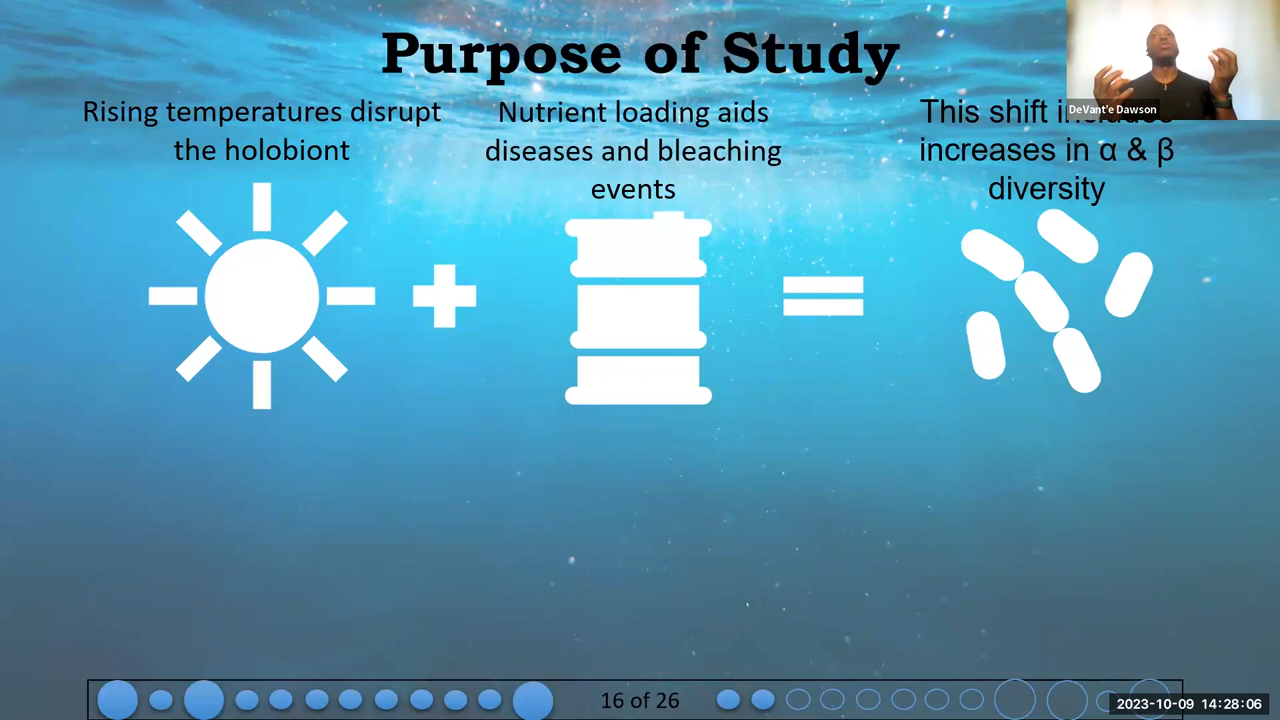 Purpose of Study
Rising temperatures disrupt
the holobiont
Nutrient loading aids
diseases and bleaching
events
This shift
increases in α & β
diversity
DeVant'e Dawson
16 of 26
2023-10-09 14:28:06